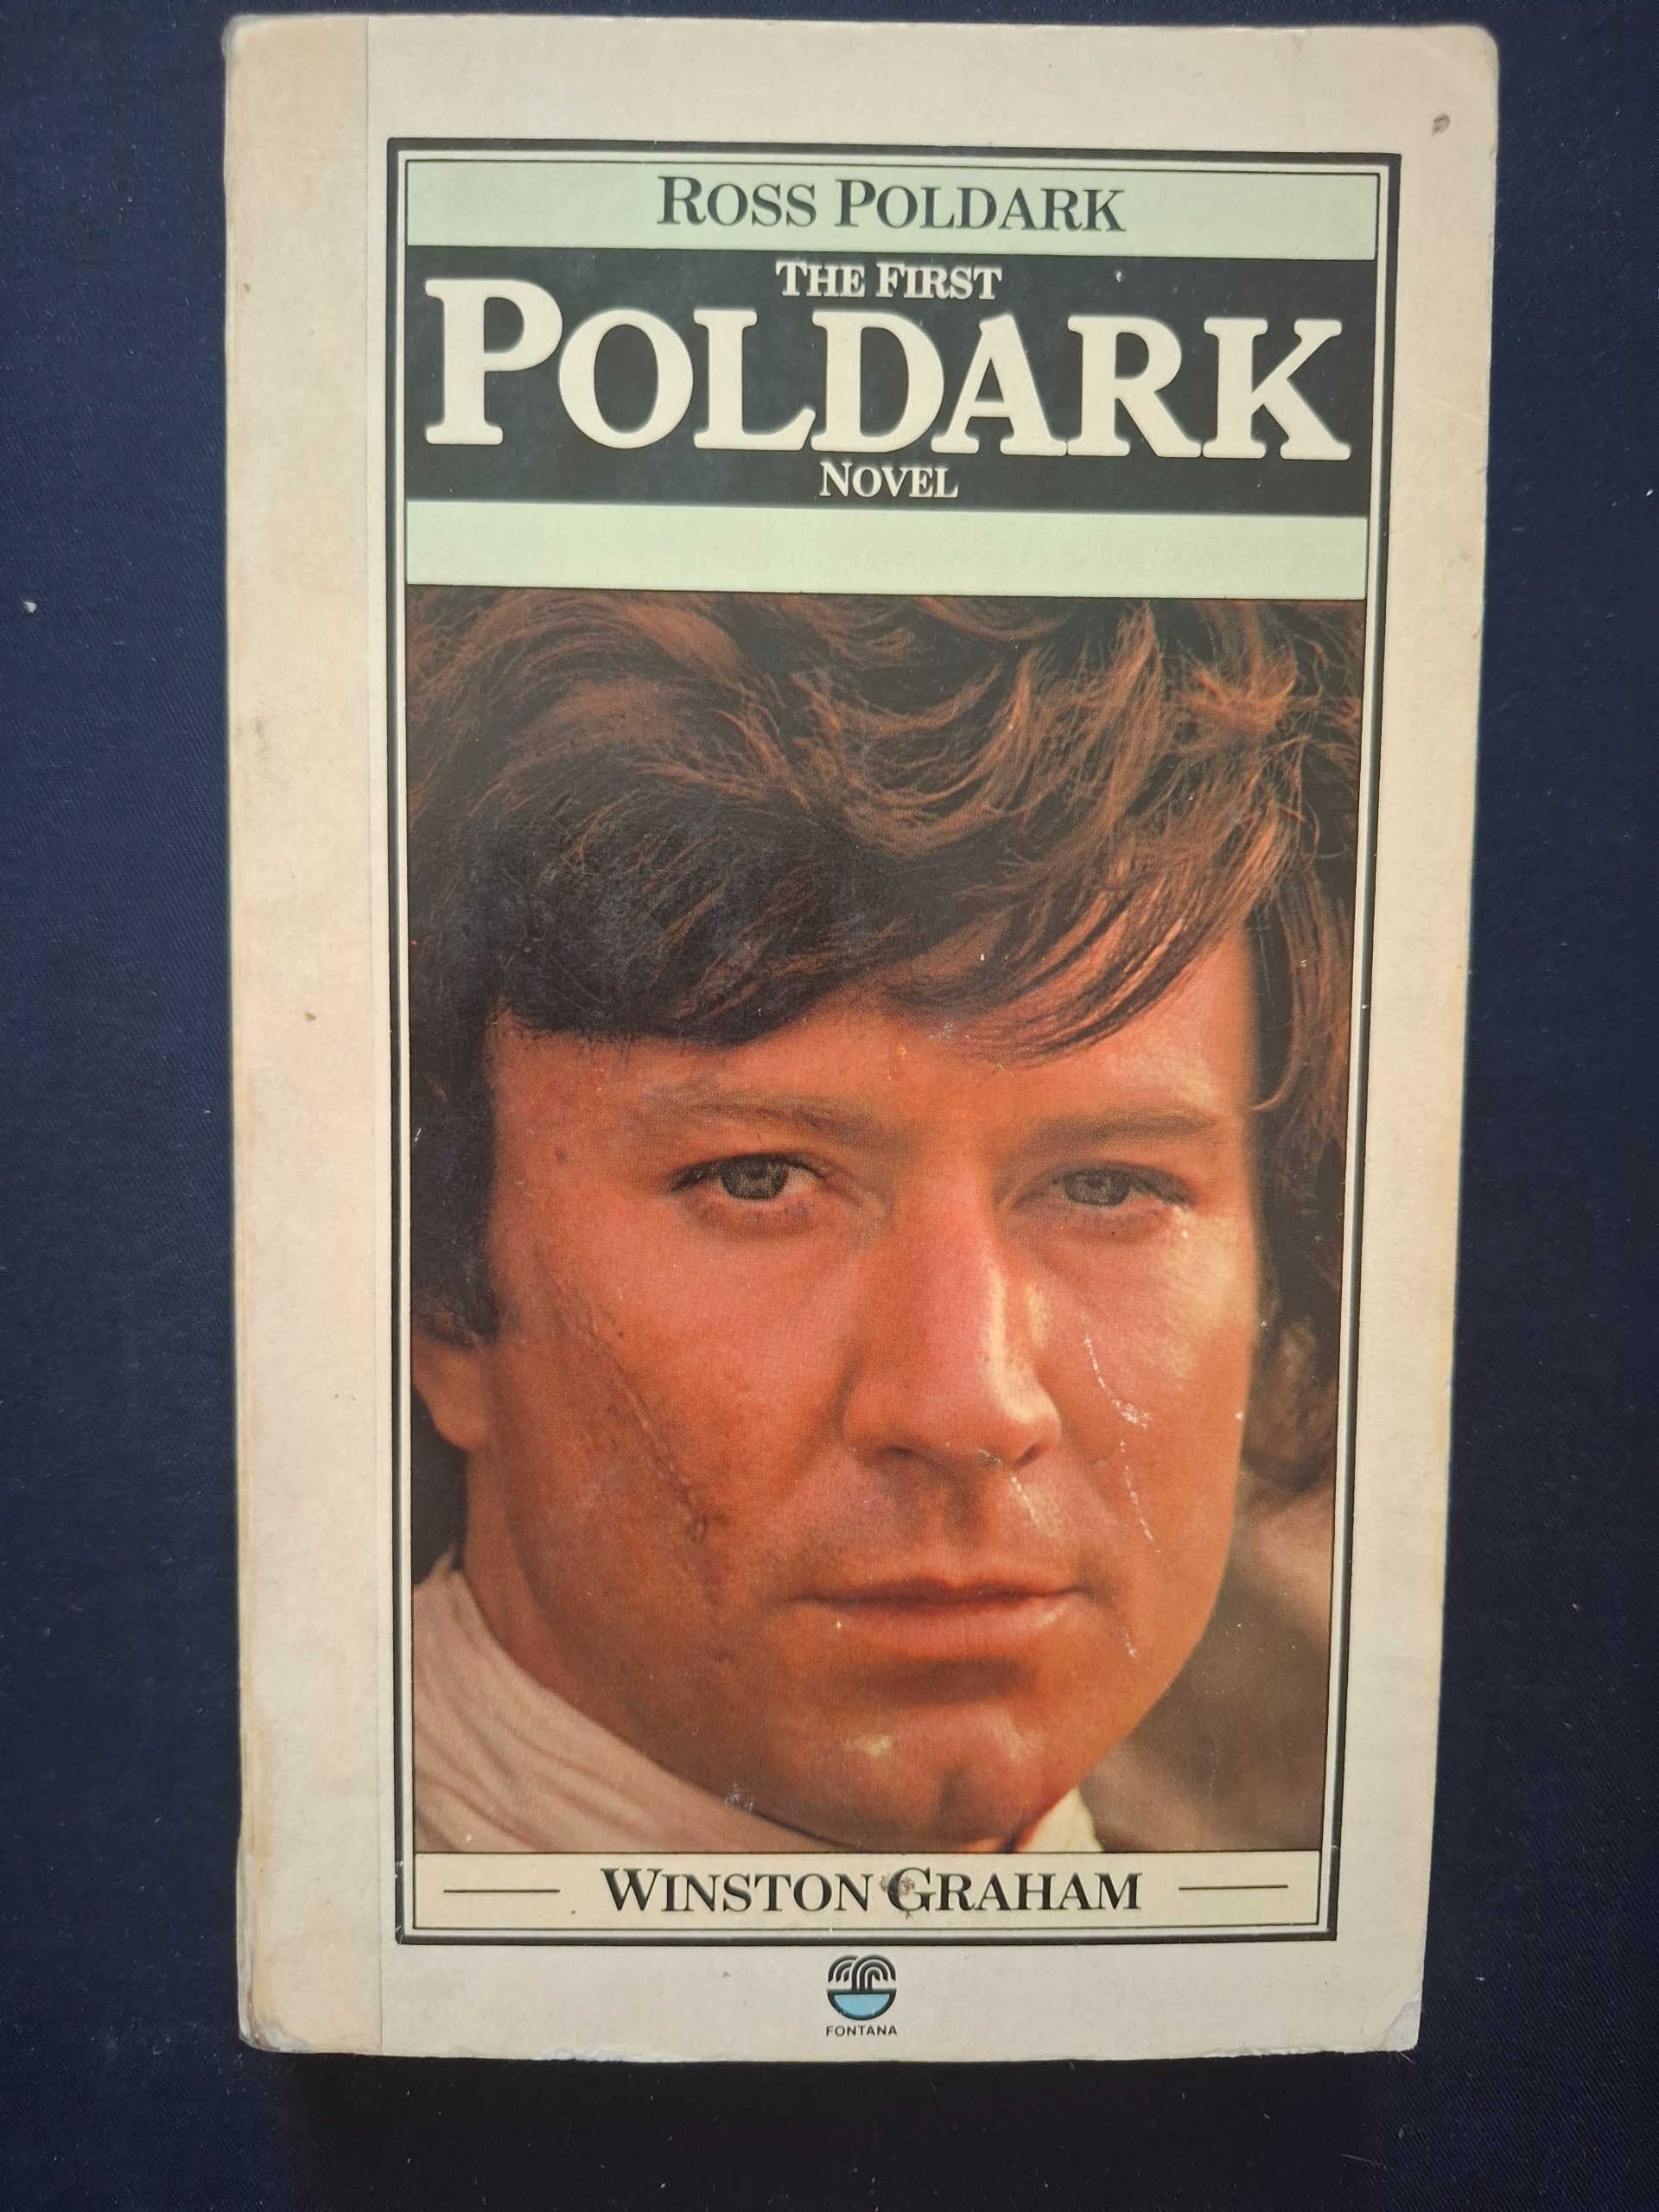 ROSS POLDARK
THE FIRST
POLDARK
NOVEL
WINSTON GRAHAM
FONTANA